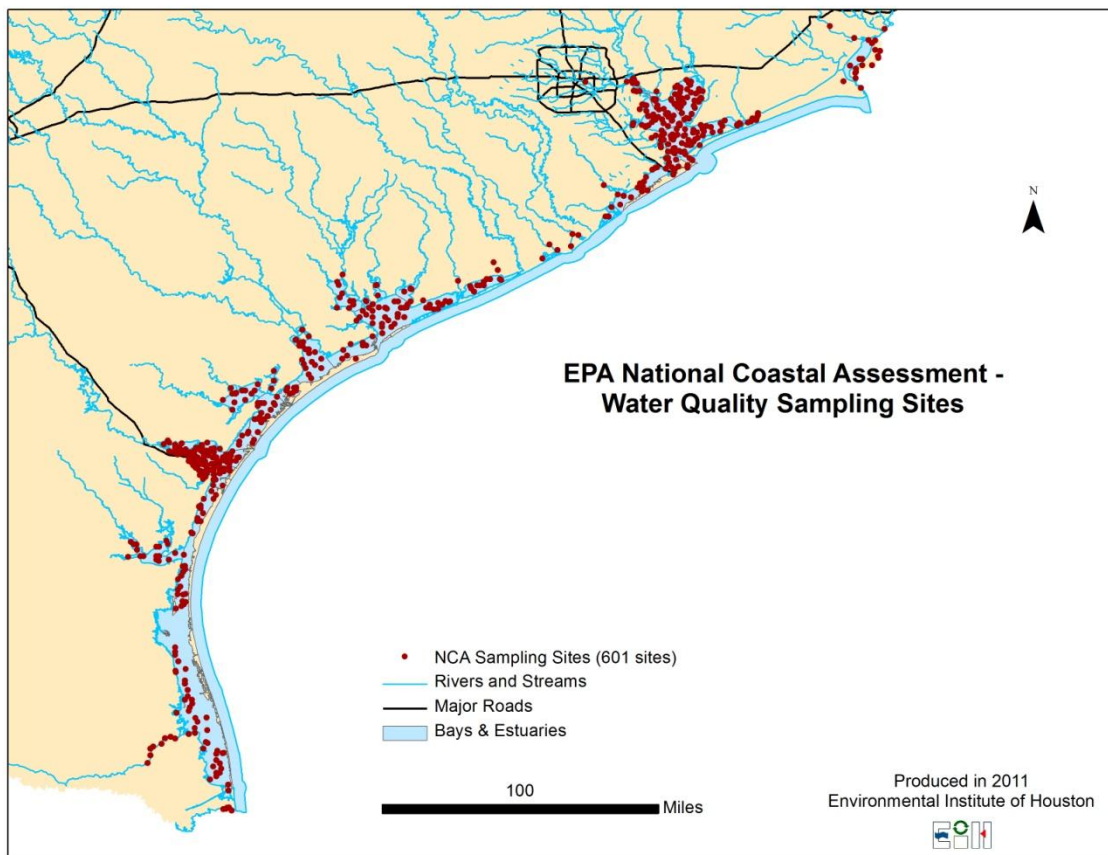 N
EPA National Coastal Assessment -
Water Quality Sampling Sites
NCA Sampling Sites (601 sites)
Rivers and Streams
Major Roads
Bays & Estuaries
100
Miles
Produced in 2011
Environmental Institute of Houston
EIH